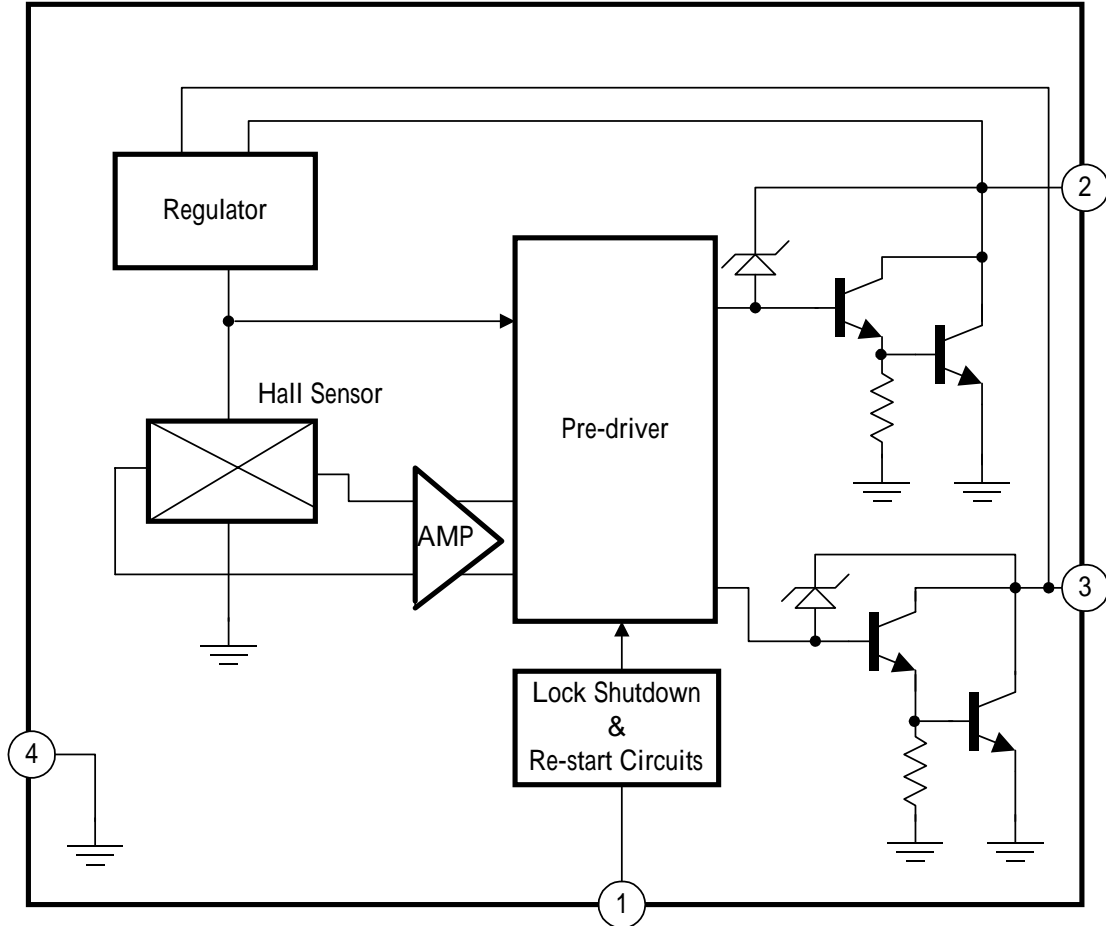 Regulator
2
Hall Sensor
Pre-driver
AMP
3
Lock Shutdown
&
Re-start Circuits
4
1